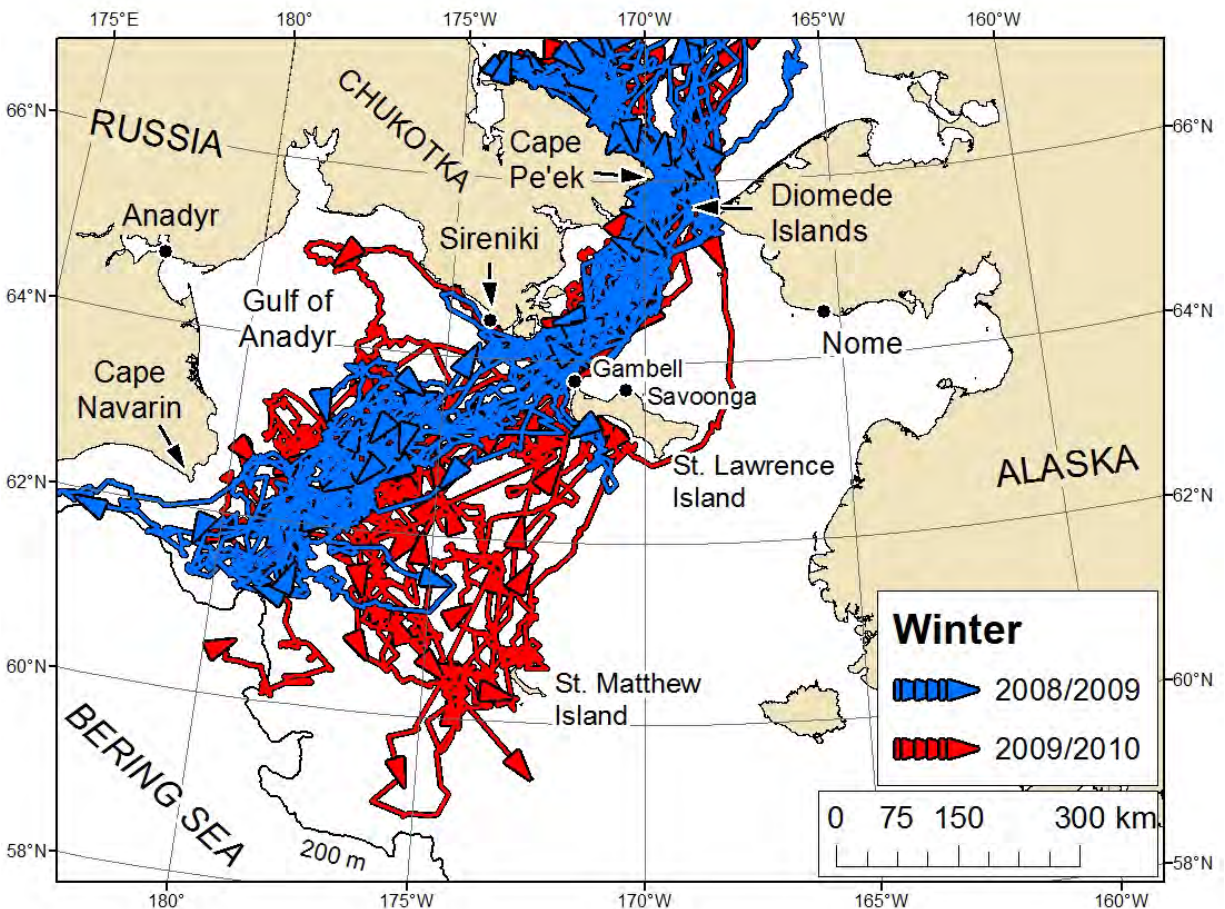 175°E 180° 175°W 170°W 165°W 160°W
66°N
66°N
RUSSIA
CHUKOTKA
Cape
Pe'ek
Diomede
Islands
Anadyr
Sireniki
64°N
64°N
Gulf of
Anadyr
Nome
Gambell
Savoonga
Cape
Navarin
St. Lawrence
Island
ALASKA
62°N
62°N
Winter
2008/2009
2009/2010
60°N
60°N
St. Matthew
Island
BERING SEA
0 75 150 300 km
200 m
58°N
58°N
180° 175°W 170°W 165°W 160°W